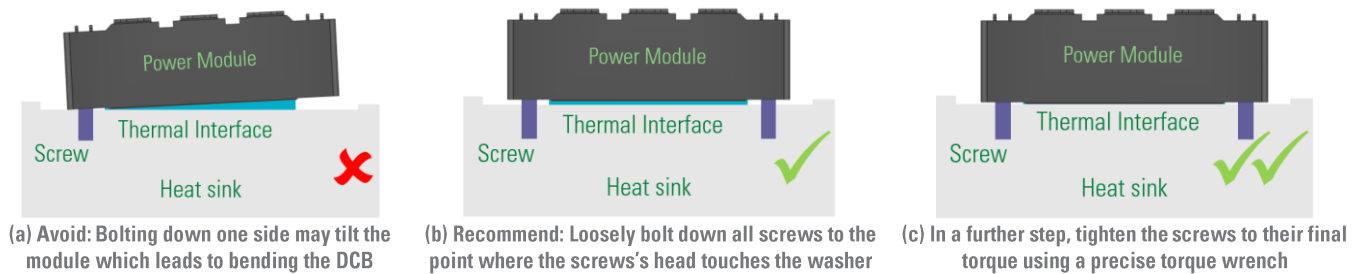 Power Module
Thermal Interface
Screw
Heat sink
(a) Avoid: Bolting down one side may tilt the
module which leads to bending the DCB
Power Module
Thermal Interface
Screw
Heat sink
(b) Recommend: Loosely bolt down all screws to the
point where the screws's head touches the washer
Power Module
Thermal Interface
Screw
Heat sink
(c) In a further step, tighten the screws to their final
torque using a precise torque wrench